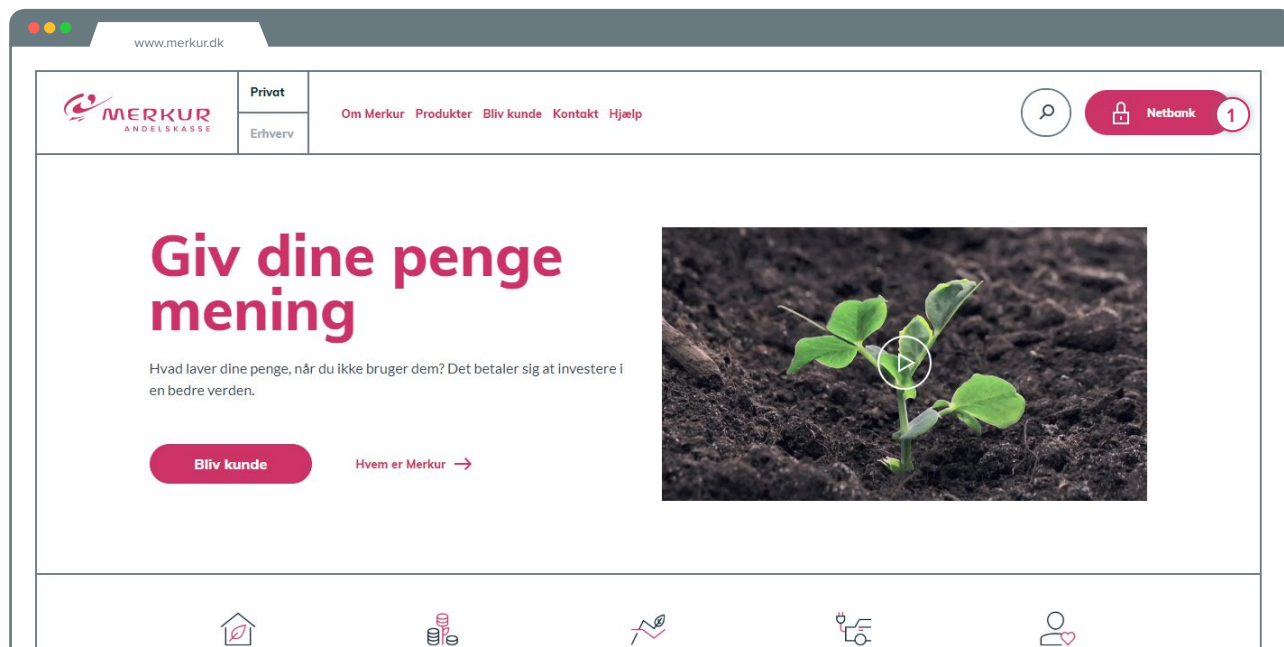 www.merkur.dk
MERKUR
ANDELSKASSE
Privat
Erhverv
Om Merkur Produkter Bliv kunde Kontakt Hjælp
Netbank
1
Giv dine penge
mening
Hvad laver dine penge, når du ikke bruger dem? Det betaler sig at investere i
en bedre verden.
Bliv kunde
Hvem er Merkur →